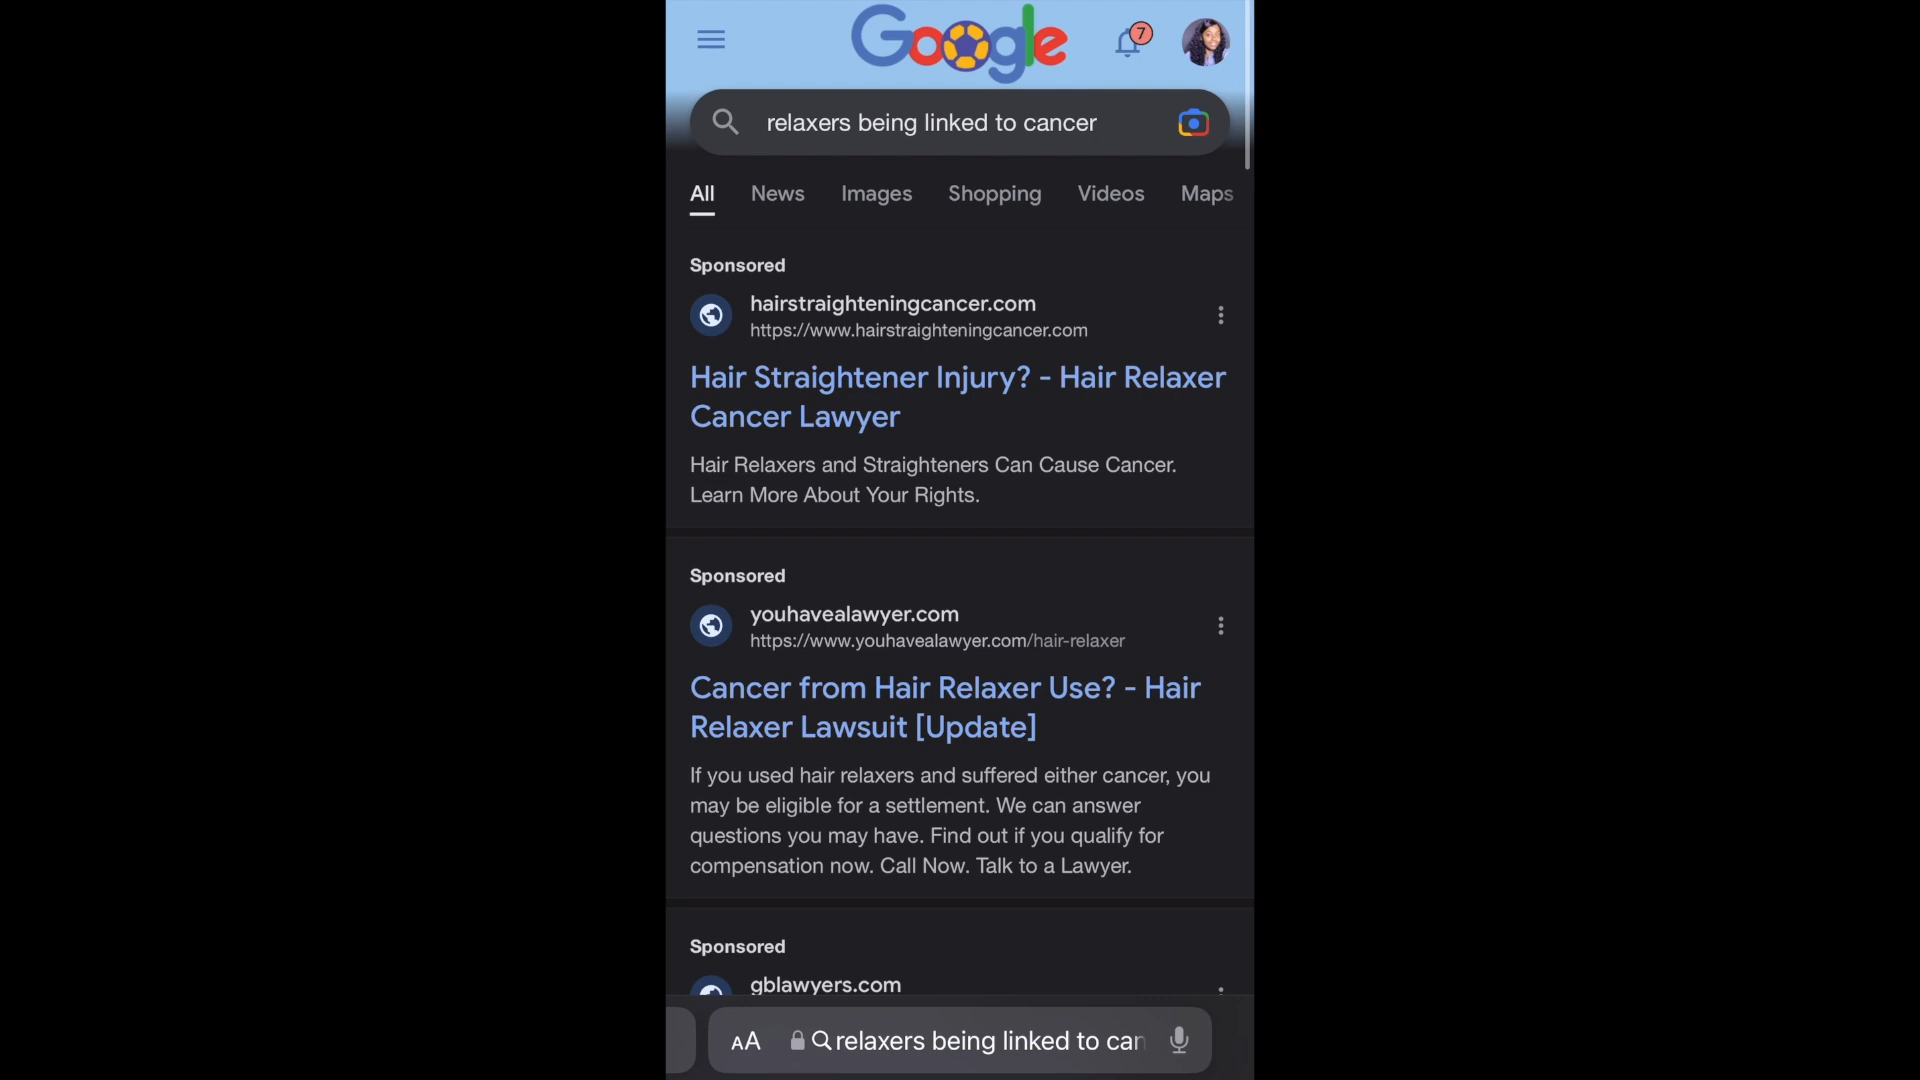 Google
7
relaxers being linked to cancer
All News Images Shopping Videos Maps
Sponsored
hairstraighteningcancer.com
https://www.hairstraighteningcancer.com
Hair Straightener Injury? - Hair Relaxer
Cancer Lawyer
Hair Relaxers and Straighteners Can Cause Cancer.
Learn More About Your Rights.
Sponsored
youhavealawyer.com
https://www.youhavealawyer.com/hair-relaxer
Cancer from Hair Relaxer Use? - Hair
Relaxer Lawsuit [Update]
If you used hair relaxers and suffered either cancer, you
may be eligible for a settlement. We can answer
questions you may have. Find out if you qualify for
compensation now. Call Now. Talk to a Lawyer.
Sponsored
gblawyers.com
AA relaxers being linked to can